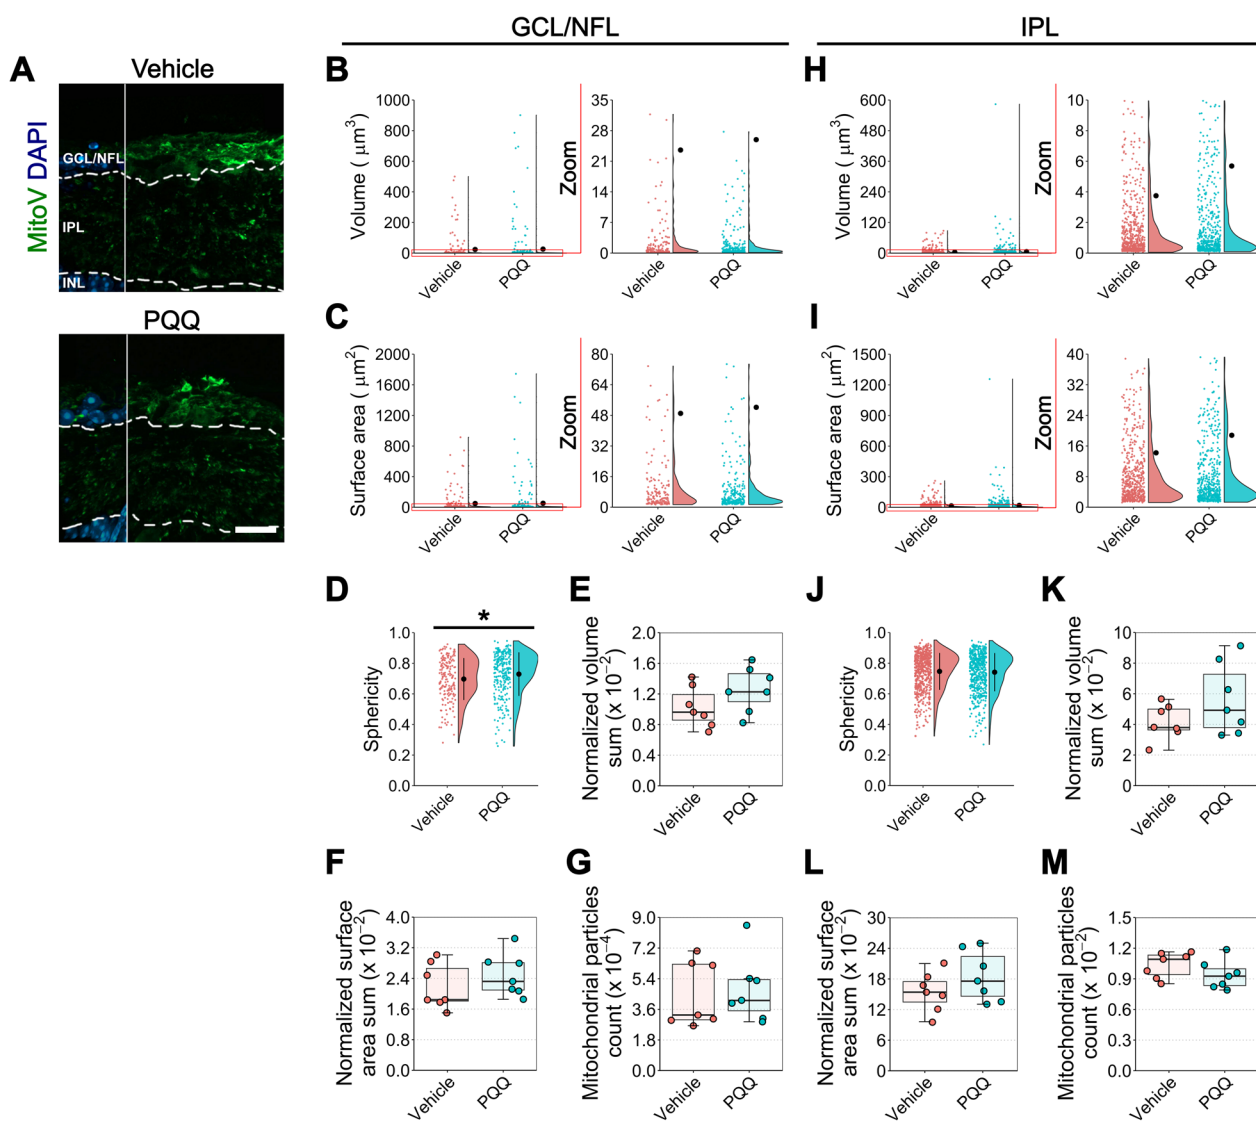 GCL/NFL
IPL
A
Vehicle
MitoV DAPI
GCL/NFL
IPL
INL
PQQ
B
Volume ( μm³)
1000
800
600
400
200
0
Vehicle
PQQ
Zoom
35
28
21
14
7
0
Vehicle
PQQ
H
Volume ( μm³)
600
480
360
240
120
0
Vehicle
PQQ
Zoom
10
8
6
4
2
0
Vehicle
PQQ
C
Surface area ( μm²)
2000
1600
1200
800
400
0
Vehicle
PQQ
Zoom
80
64
48
32
16
0
Vehicle
PQQ
I
Surface area ( μm²)
1500
1200
900
600
300
0
Vehicle
PQQ
Zoom
40
32
24
16
8
0
Vehicle
PQQ
D
Sphericity
1.0
0.8
0.6
0.4
0.2
0.0
*
Vehicle
PQQ
E
Normalized volume
sum (x 10⁻²)
2.0
1.6
1.2
0.8
0.4
0.0
Vehicle
PQQ
J
Sphericity
1.0
0.8
0.6
0.4
0.2
0.0
Vehicle
PQQ
K
Normalized volume
sum (x 10⁻²)
10
8
6
4
2
0
Vehicle
PQQ
F
Normalized surface
area sum (x 10⁻²)
4.0
3.2
2.4
1.6
0.8
0.0
Vehicle
PQQ
G
Mitochondrial particles
count (x 10⁻⁴)
9.0
7.2
5.4
3.6
1.8
0.0
Vehicle
PQQ
L
Normalized surface
area sum (x 10⁻²)
30
24
18
12
6
0
Vehicle
PQQ
M
Mitochondrial particles
count (x 10⁻²)
1.5
1.2
0.9
0.6
0.3
0.0
Vehicle
PQQ